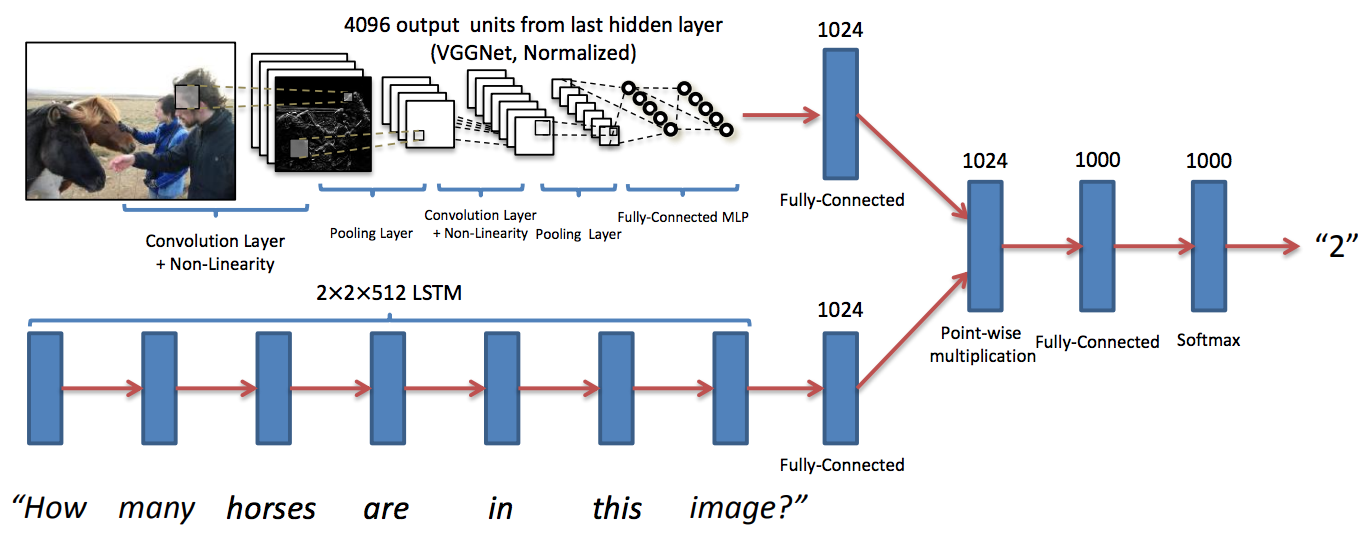 4096 output units from last hidden layer
(VGGNet, Normalized)
1024
Fully-Connected
Convolution Layer
+ Non-Linearity
Pooling Layer
Convolution Layer
+ Non-Linearity
Pooling Layer
Fully-Connected MLP
2×2×512 LSTM
1024
Fully-Connected
1024
Point-wise
multiplication
1000
Fully-Connected
1000
Softmax
“2”
“How many horses are in this image?”